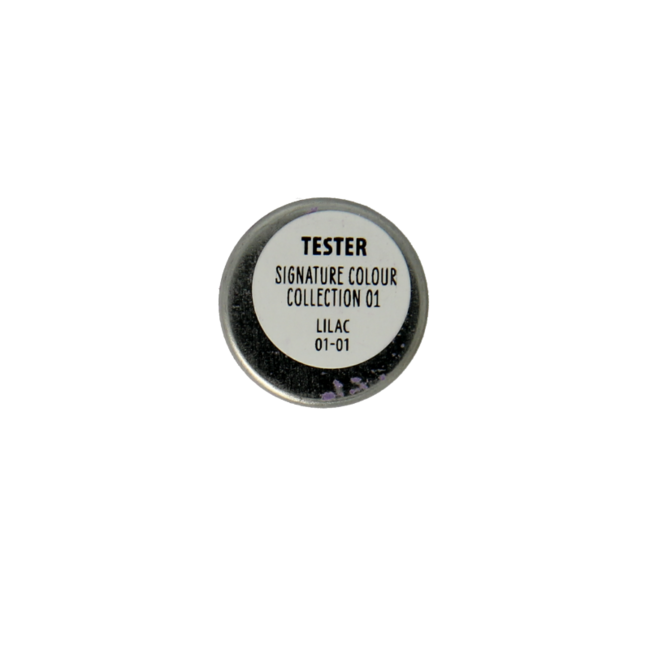 TESTER
SIGNATURE COLOUR
COLLECTION 01
LILAC
01-01